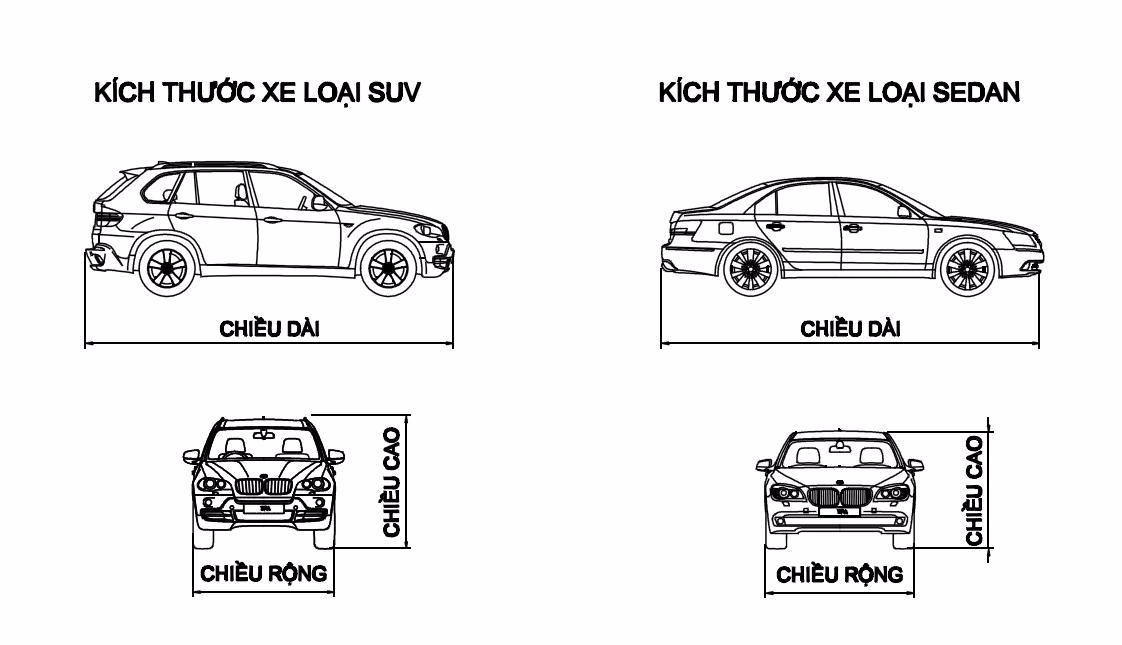 KÍCH THƯỚC XE LOẠI SUV
KÍCH THƯỚC XE LOẠI SEDAN
CHIỀU DÀI
CHIỀU DÀI
CHIỀU CAO
CHIỀU CAO
CHIỀU RỘNG
CHIỀU RỘNG